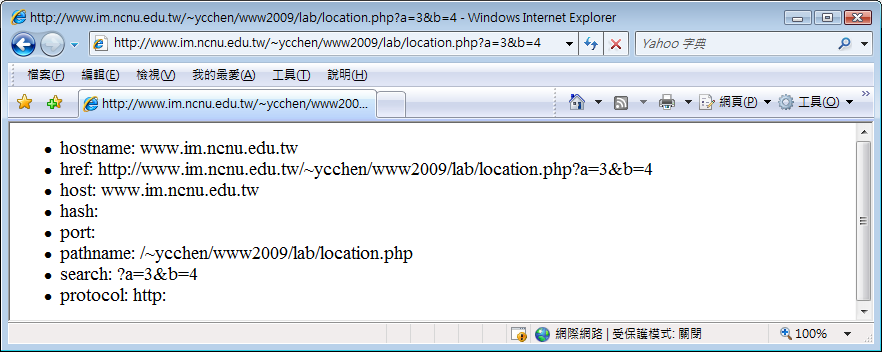 http://www.im.ncnu.edu.tw/~ycchen/www2009/lab/location.php?a=3&b=4 - Windows Internet Explorer
http://www.im.ncnu.edu.tw/~ycchen/www2009/lab/location.php?a=3&b=4 Yahoo 字典
檔案(F) 編輯(E) 檢視(V) 我的最愛(A) 工具(T) 說明(H)
http://www.im.ncnu.edu.tw/~ycchen/www200... 網頁(P) 工具(O) »
• hostname: www.im.ncnu.edu.tw
• href: http://www.im.ncnu.edu.tw/~ycchen/www2009/lab/location.php?a=3&b=4
• host: www.im.ncnu.edu.tw
• hash:
• port:
• pathname: /~ycchen/www2009/lab/location.php
• search: ?a=3&b=4
• protocol: http:
網際網路 | 受保護模式: 關閉 100%